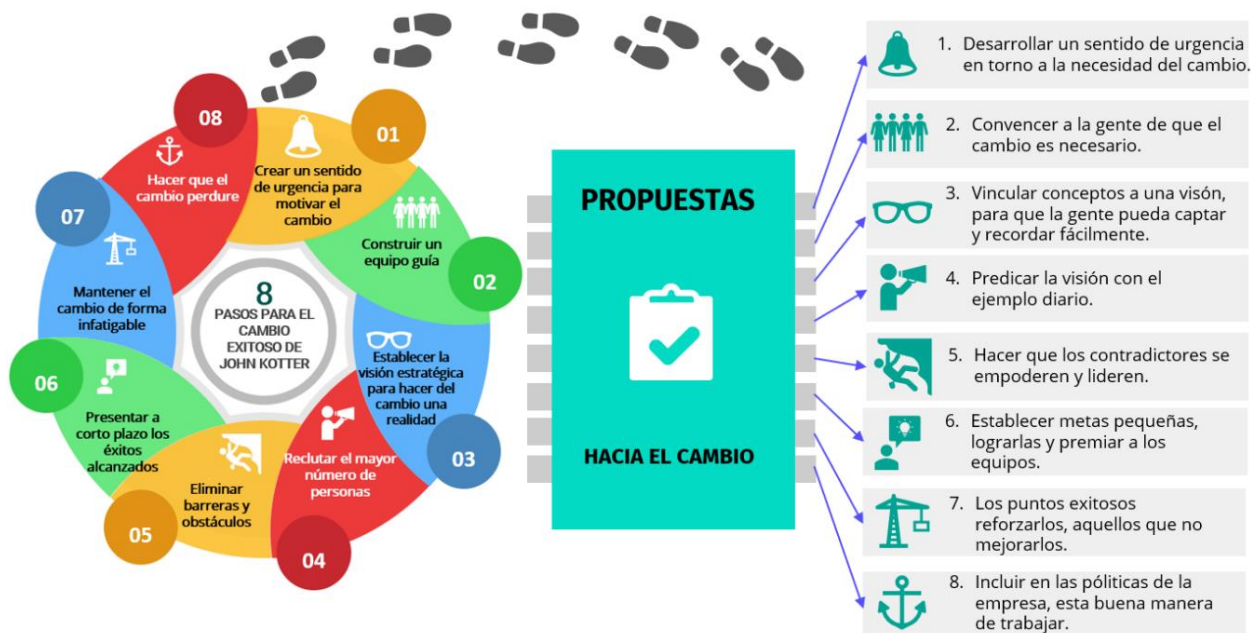 01
Crear un sentido
de urgencia para
motivar el
cambio
02
Construir un
equipo guía
03
Establecer la
visión estratégica
para hacer del
cambio una
realidad
04
Reclutar el mayor
número de
personas
05
Eliminar
barreras y
obstáculos
06
Presentar a
corto plazo los
éxitos
alcanzados
07
Mantener el
cambio de forma
infatigable
08
Hacer que el
cambio perdure
8
PASOS PARA EL
CAMBIO
EXITOSO DE
JOHN KOTTER
PROPUESTAS
HACIA EL CAMBIO
1. Desarrollar un sentido de urgencia
en torno a la necesidad del cambio.
2. Convencer a la gente de que el
cambio es necesario.
3. Vincular conceptos a una visón,
para que la gente pueda captar
y recordar fácilmente.
4. Predicar la visión con el
ejemplo diario.
5. Hacer que los contradictores se
empoderen y lideren.
6. Establecer metas pequeñas,
lograrlas y premiar a los
equipos.
7. Los puntos exitosos
reforzarlos, aquellos que no
mejorarlos.
8. Incluir en las póliticas de la
empresa, esta buena manera
de trabajar.